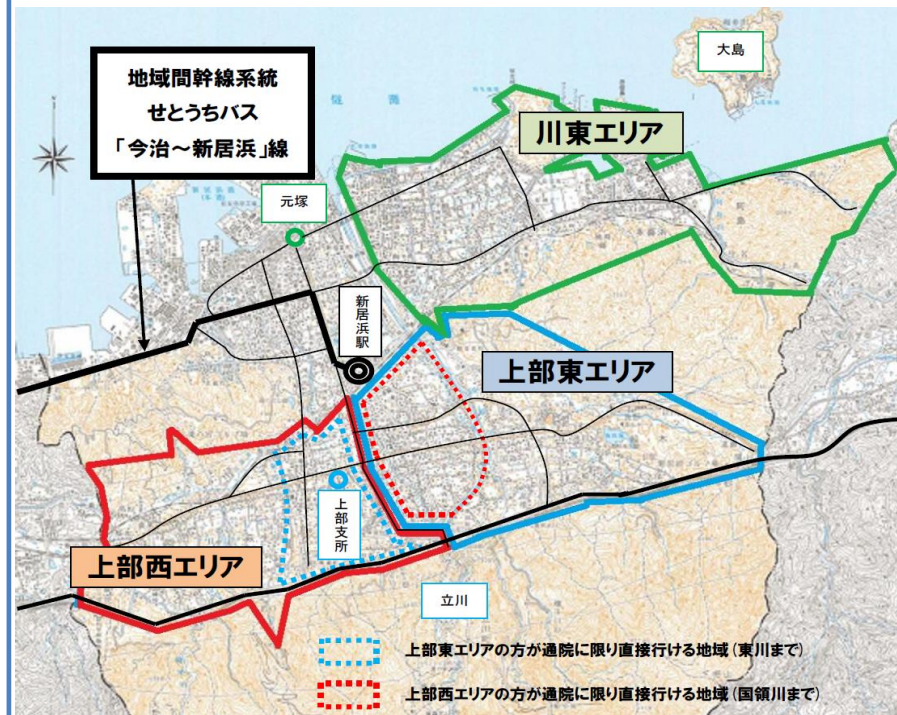 大島
地域間幹線系統
せとうちバス
「今治～新居浜」線
川東エリア
元塚
新居浜駅
上部東エリア
上部支所
上部西エリア
立川
上部東エリアの方が通院に限り直接行ける地域(東川まで)
上部西エリアの方が通院に限り直接行ける地域(国領川まで)